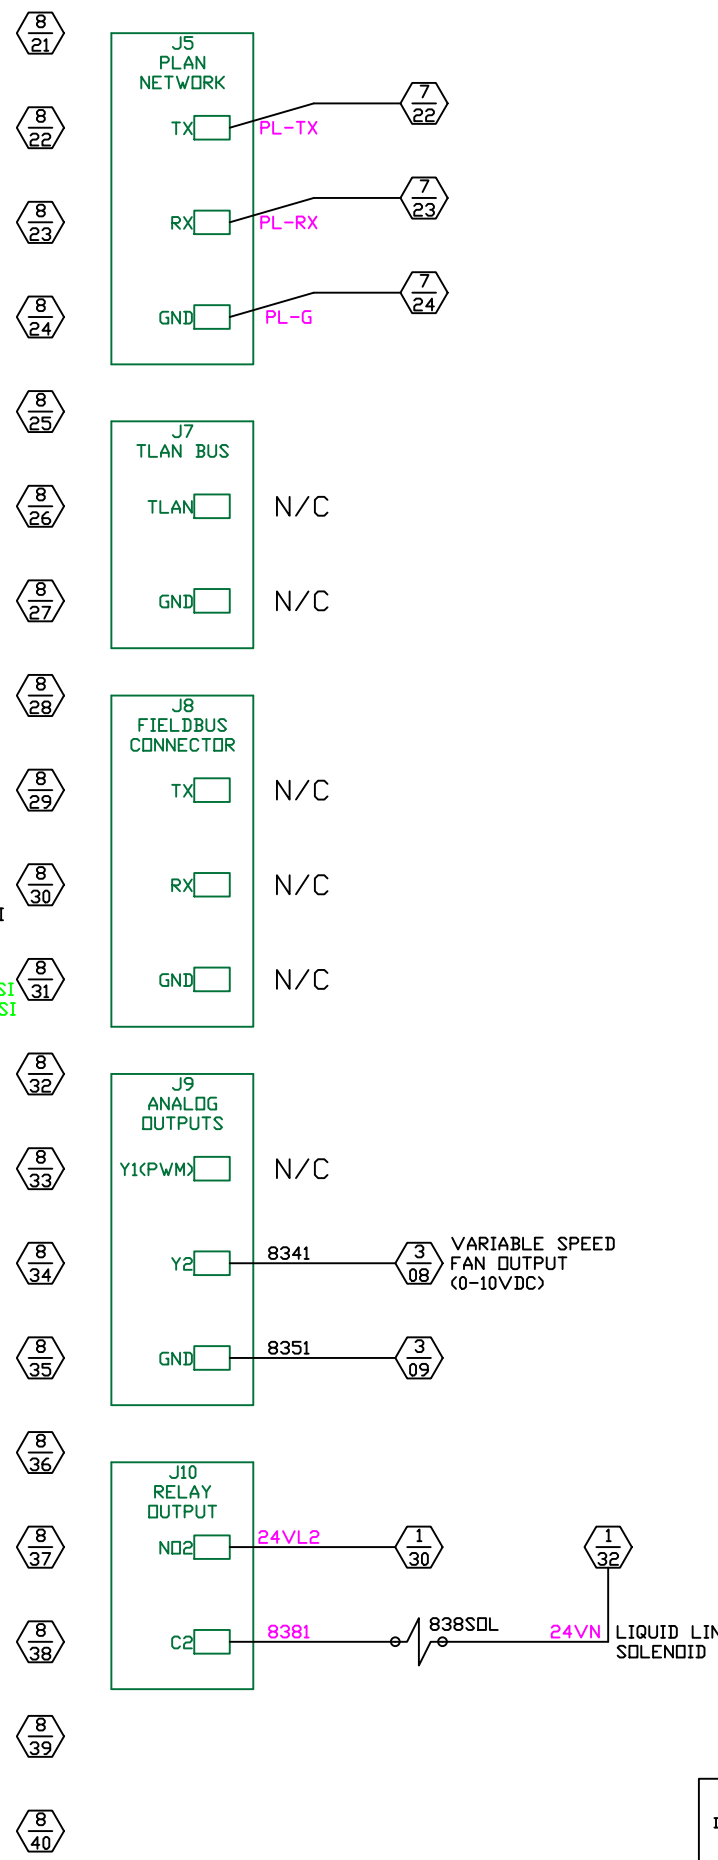 8
21
J5
PLAN
NETWORK
8
22
TX
PL-TX
7
22
8
23
RX
PL-RX
7
23
8
24
GND
PL-G
7
24
8
25
J7
TLAN BUS
8
26
TLAN
N/C
8
27
GND
N/C
8
28
J8
FIELDBUS
CONNECTOR
8
29
TX
N/C
8
30
RX
N/C
8
31
GND
N/C
SI
SI
8
32
J9
ANALOG
OUTPUTS
8
33
Y1(PWM)
N/C
8
34
Y2
8341
3
08
VARIABLE SPEED
FAN OUTPUT
(0-10VDC)
8
35
GND
8351
3
09
8
36
J10
RELAY
OUTPUT
8
37
NO2
24VL2
1
30
1
32
8
38
C2
8381
838SOL
24VN
LIQUID
SOLENOID
8
39
8
40